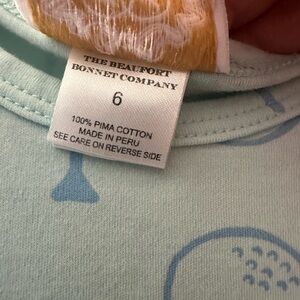 THE BEAUFORT
BONNET COMPANY
6
100% PIMA COTTON
MADE IN PERU
SEE CARE ON REVERSE SIDE